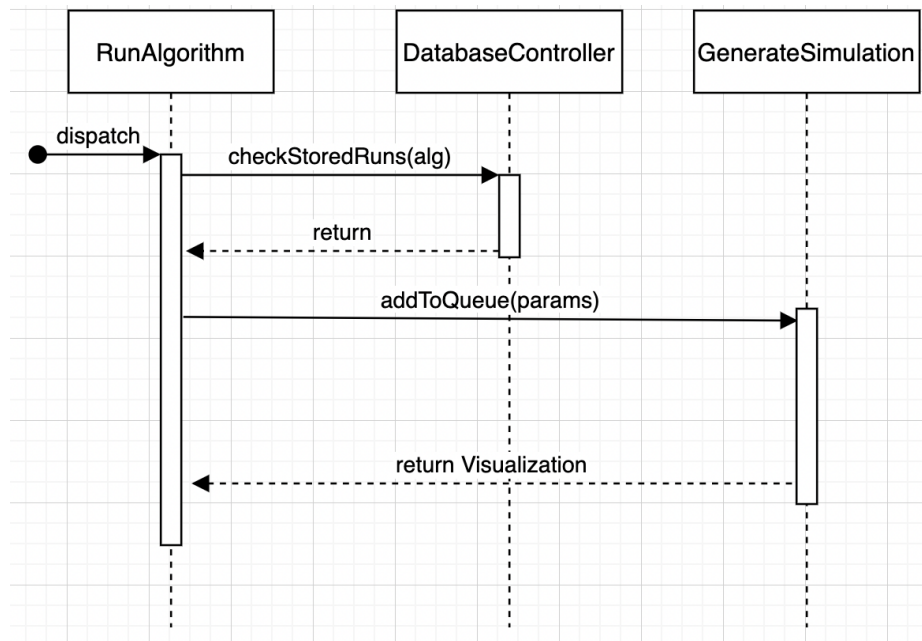 RunAlgorithm
DatabaseController
GenerateSimulation
dispatch
checkStoredRuns(alg)
return
addToQueue(params)
return Visualization